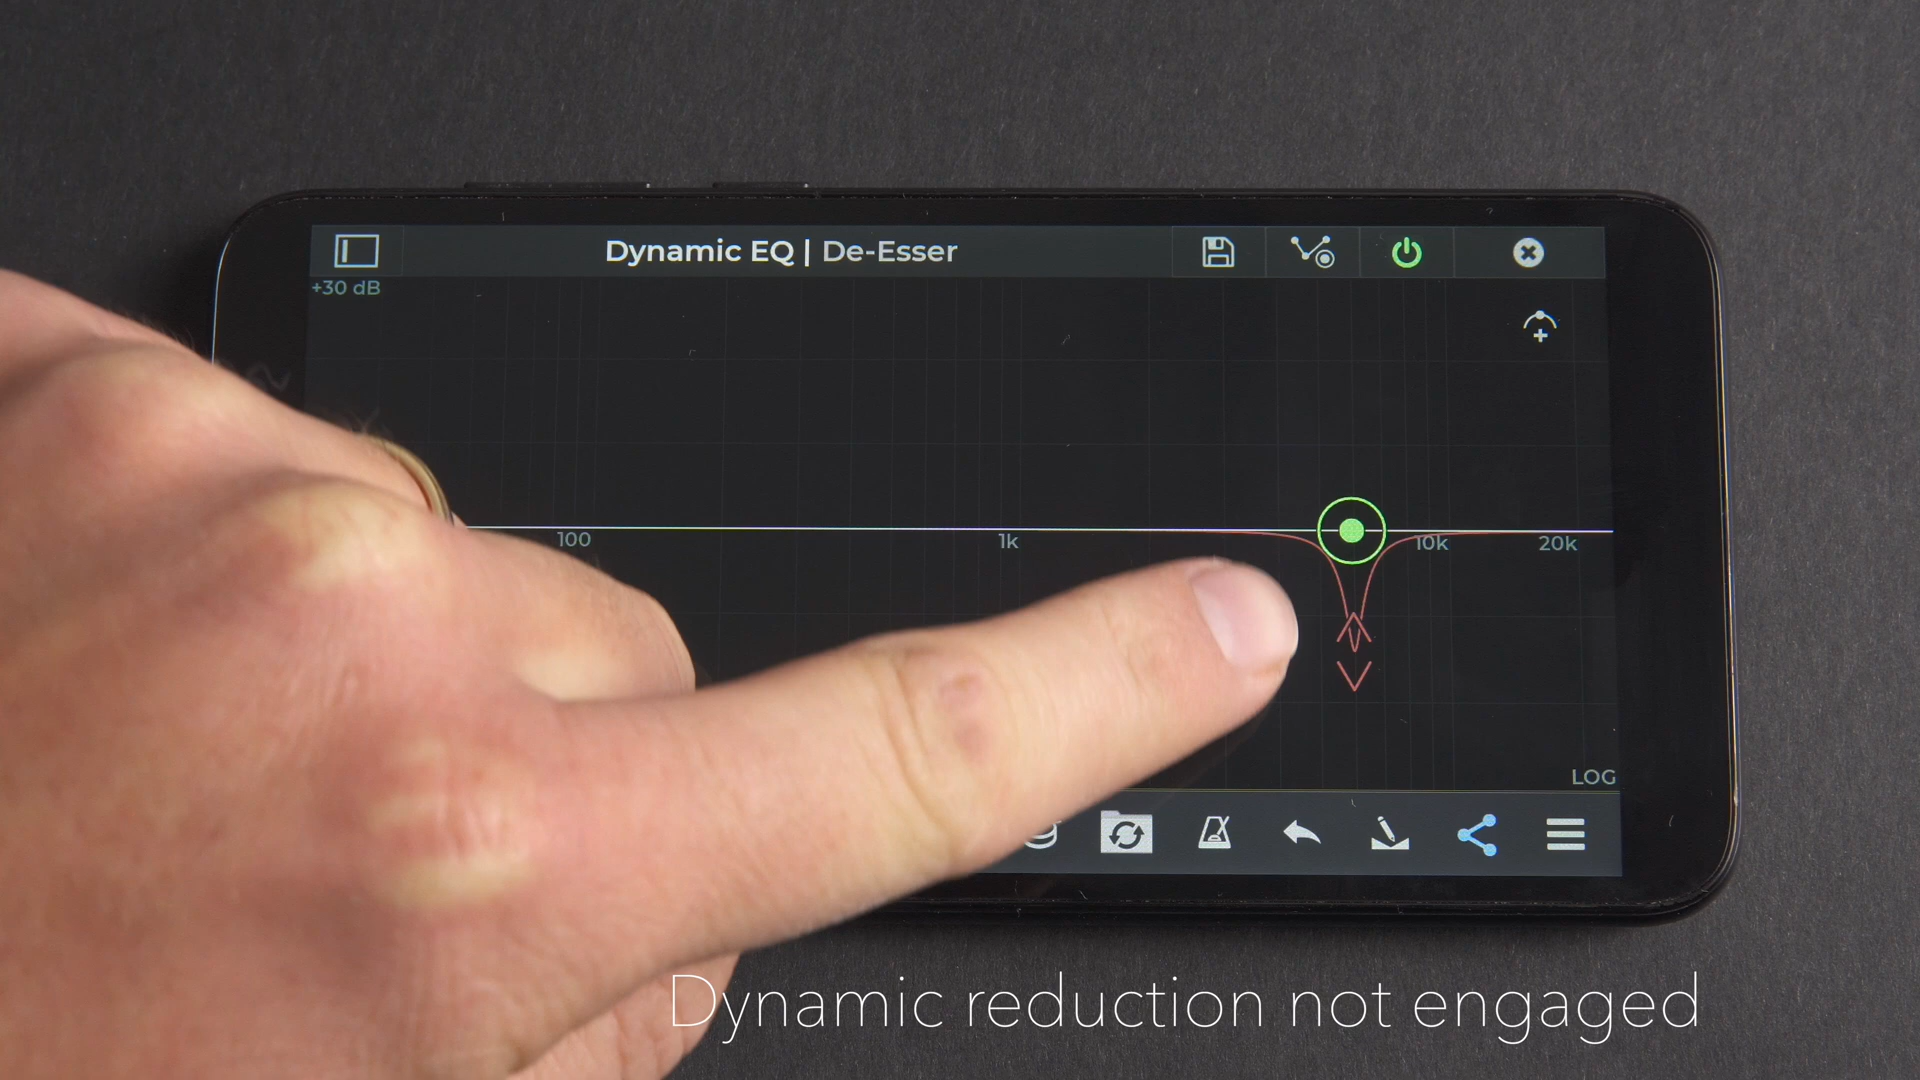 Dynamic EQ | De-Esser
+30 dB
100 1k 10k 20k
LOG
Dynamic reduction not engaged